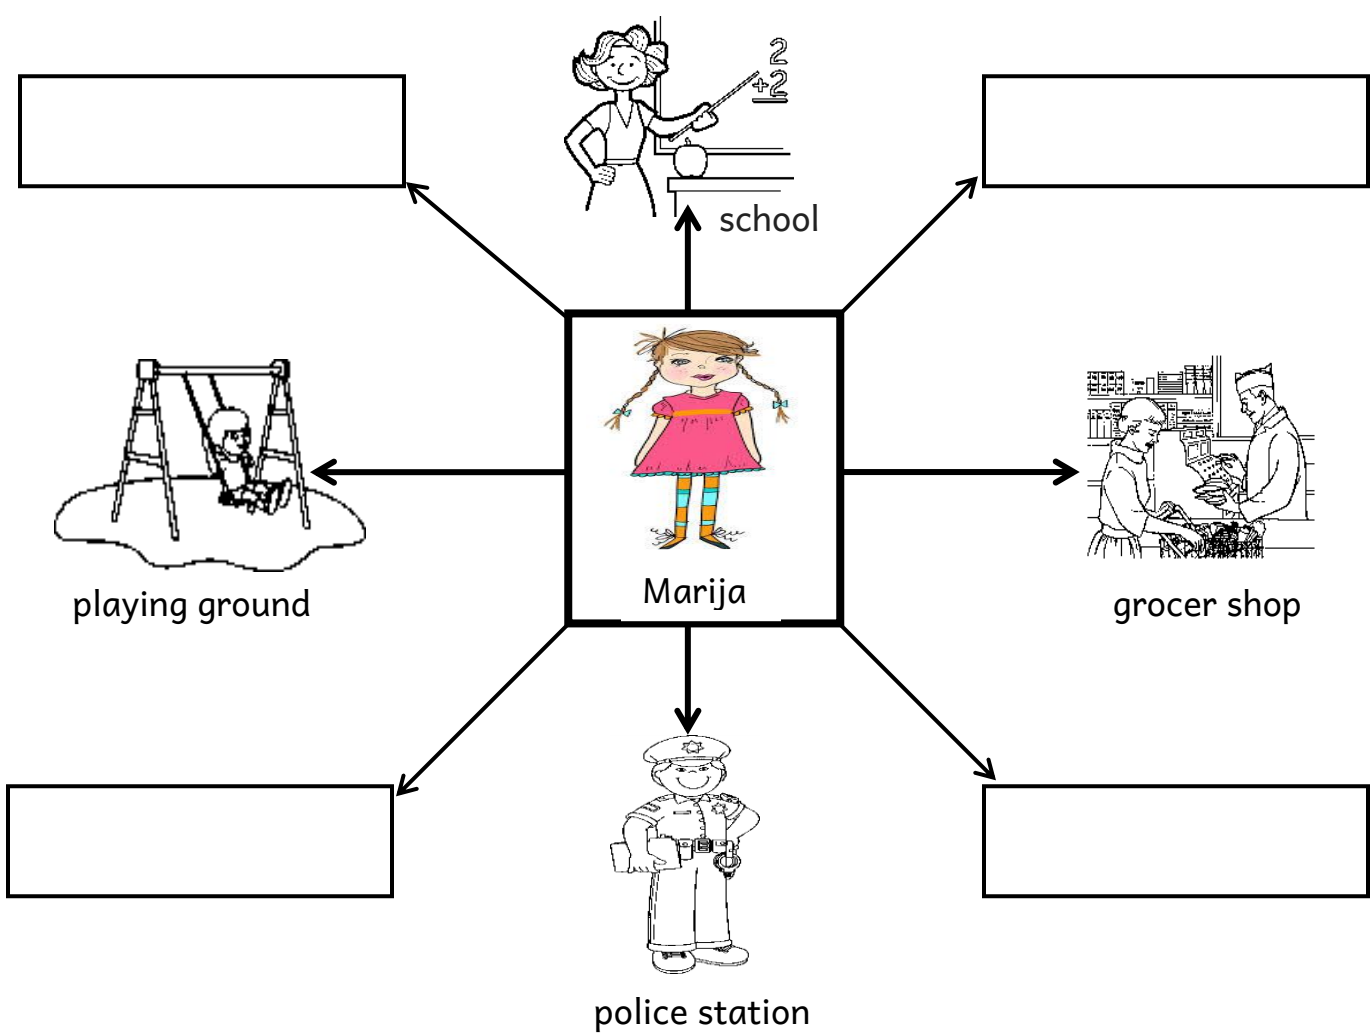 2
+2
school
Marija
playing ground
grocer shop
police station